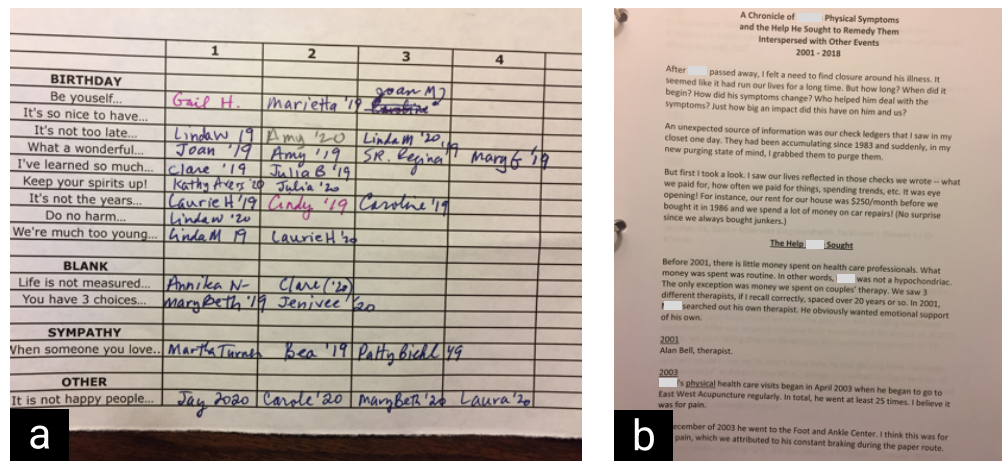 1 2 3 4
BIRTHDAY
Be youself... Gail H. Marietta '19 Joan M
It's so nice to have...
It's not too late... Linda W 19 Amy '20 Linda M '20
What a wonderful... Joan '19 Amy '19 SR. Regina '19 Mary G '19
I've learned so much... Clare '19 Julia B '19
Keep your spirits up! Kathy Ayers '20 Julia '20
It's not the years... Laurie H '19 Cindy '19 Caroline '19
Do no harm... Linda W '20
We're much too young... Linda M 19 Laurie H '20
BLANK
Life is not measured... Annika N- Clare ('20)
You have 3 choices... Mary Beth '19 Jenivee '20
SYMPATHY
When someone you love.. Martha Turner Bea '19 Patty Biehl '19
OTHER
It is not happy people... Jay 2020 Carole '20 Mary Beth '20 Laura '20
a
A Chronicle of Physical Symptoms
and the Help He Sought to Remedy Them
Interspersed with Other Events
2001 - 2018
After passed away, I felt a need to find closure around his illness. It
seemed like it had run our lives for a long time. But how long? When did it
begin? How did his symptoms change? Who helped him deal with the
symptoms? Just how big an impact did this have on him and us?
An unexpected source of information was our check ledgers that I saw in my
closet one day. They had been accumulating since 1983 and suddenly, in my
new purging state of mind, I grabbed them to purge them.
But first I took a look. I saw our lives reflected in those checks we wrote -- what
we paid for, how often we paid for things, spending trends, etc. It was eye
opening! For instance, our rent for our house was $250/month before we
bought it in 1986 and we spend a lot of money on car repairs! (No surprise
since we always bought junkers.)
The Help Sought
Before 2001, there is little money spent on health care professionals. What
money was spent was routine. In other words, was not a hypochondriac.
The only exception was money we spent on couples' therapy. We saw 3
different therapists, if I recall correctly, spaced over 20 years or so. In 2001,
searched out his own therapist. He obviously wanted emotional support
of his own.
2001
Alan Bell, therapist.
2003
's physical health care visits began in April 2003 when he began to go to
East West Acupuncture regularly. In total, he went at least 25 times. I believe it
was for pain.
ecember of 2003 he went to the Foot and Ankle Center. I think this was for
pain, which we attributed to his constant braking during the paper route.
b